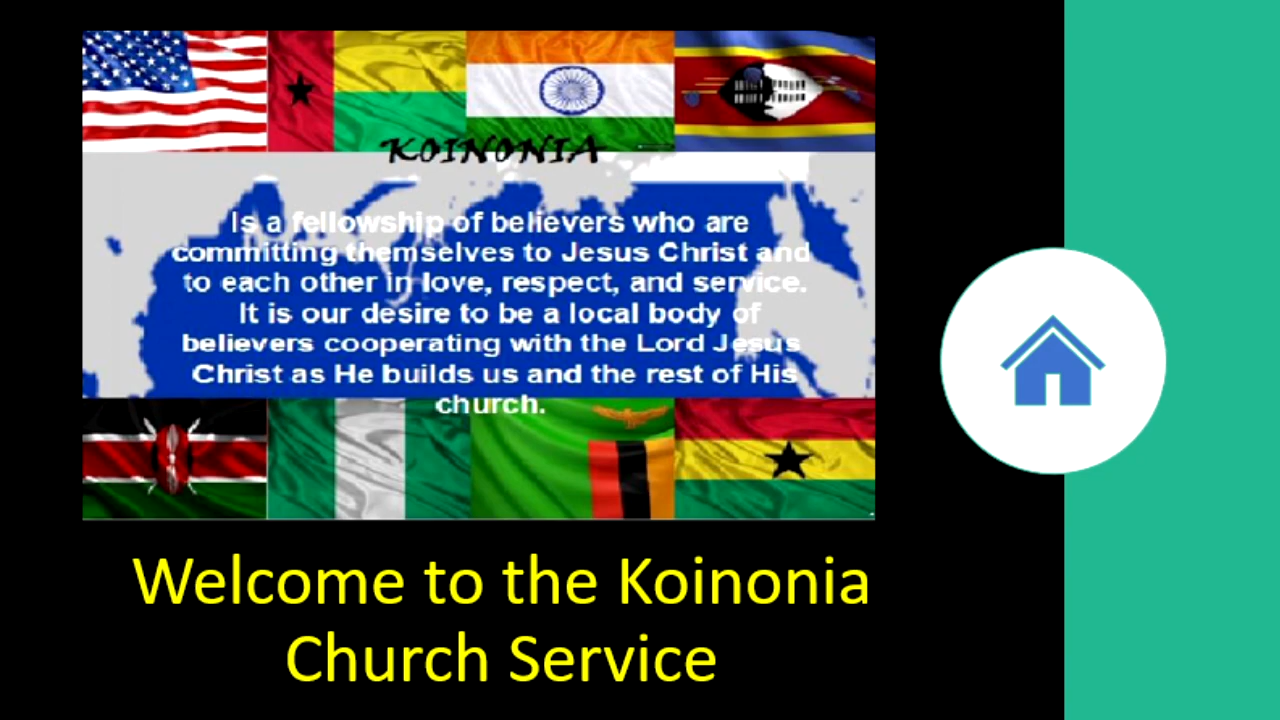 KOINONIA
Is a fellowship of believers who are
committing themselves to Jesus Christ and
to each other in love, respect, and service.
It is our desire to be a local body of
believers cooperating with the Lord Jesus
Christ as He builds us and the rest of His
church.
Welcome to the Koinonia
Church Service